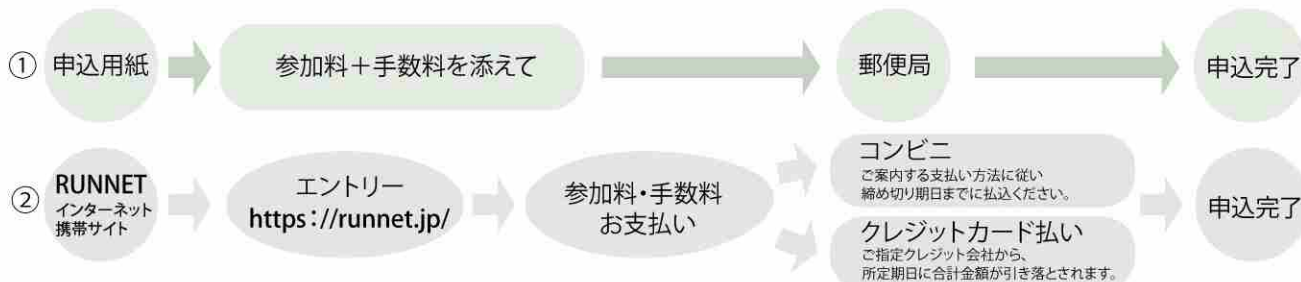 ① 申込用紙 参加料＋手数料を添えて 郵便局 申込完了
②
RUNNET
インターネット
携帯サイト
エントリー
https://runnet.jp/
参加料・手数料
お支払い
コンビニ
ご案内する支払い方法に従い
締め切り期日までに払込ください。
クレジットカード払い
ご指定クレジット会社から、
所定期日に合計金額が引き落とされます。
申込完了